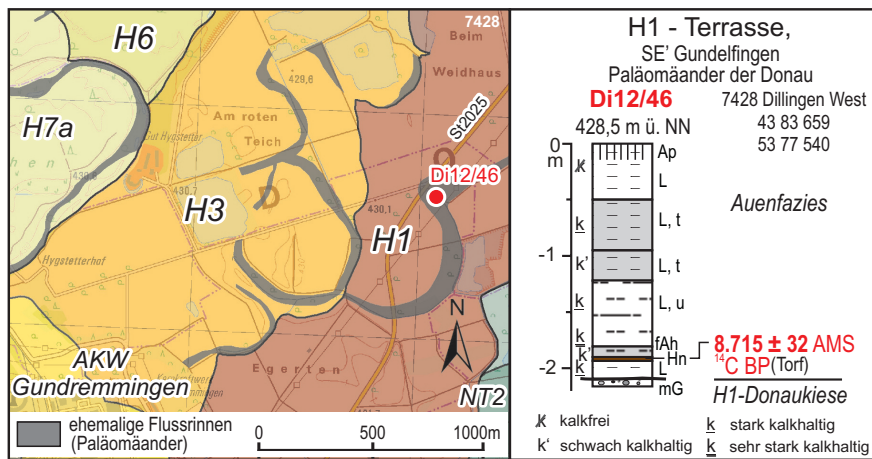 H6
7428
Beim
Weidhaus
429,6
H7a
Am roten
Teich
St2025
Gut Hygstetter
Di12/46
430,7
H3
D
430,1
H1
Hygstetterhof
N
AKW
Gundremmingen
Egerten
NT2
ehemalige Flussrinnen
(Paläomäander)
0 500 1000m
H1 - Terrasse,
SE' Gundelfingen
Paläomäander der Donau
Di12/46 7428 Dillingen West
428,5 m ü. NN 43 83 659
53 77 540
0
m
Ap
k L
Auenfazies
k L, t
-1
k' L, t
k L, u
k fAh
k' Hn
8.715 ± 32 AMS
14C BP (Torf)
k L
-2
mG
H1-Donaukiese
k kalkfrei k stark kalkhaltig
k' schwach kalkhaltig k sehr stark kalkhaltig